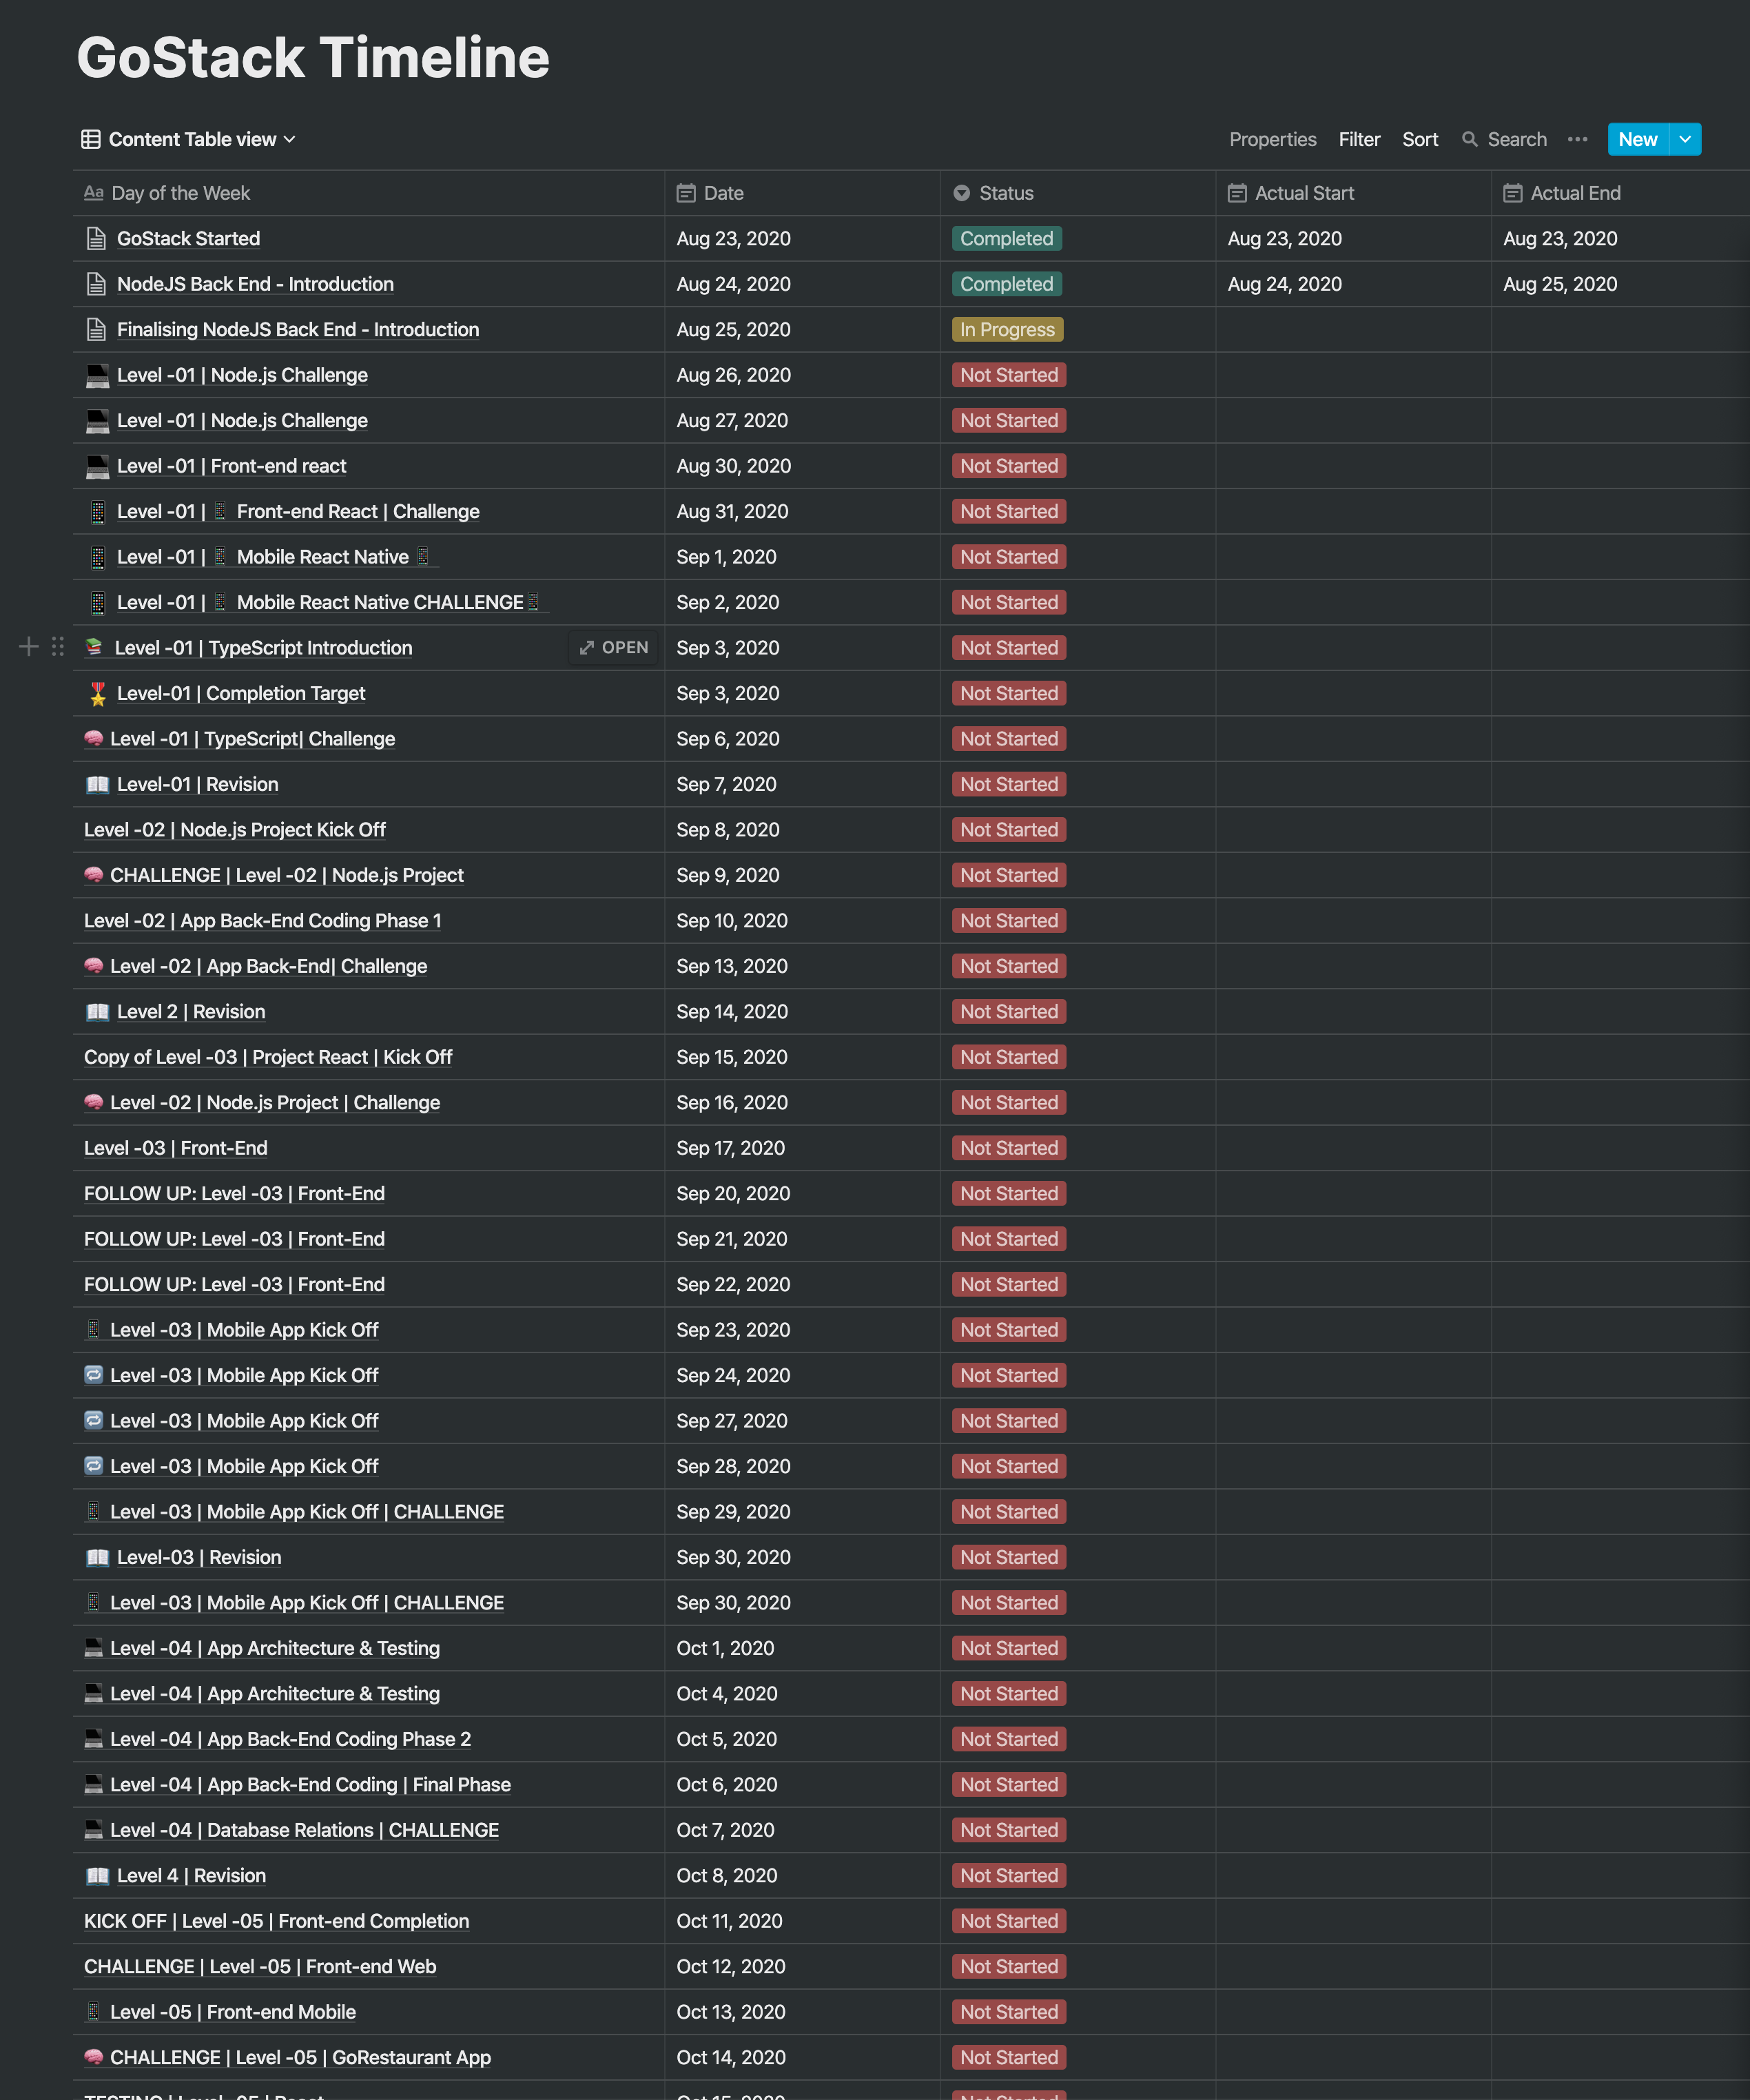 GoStack Timeline
Content Table view Properties Filter Sort Search New
Aa Day of the Week Date Status Actual Start Actual End
GoStack Started Aug 23, 2020 Completed Aug 23, 2020 Aug 23, 2020
NodeJS Back End - Introduction Aug 24, 2020 Completed Aug 24, 2020 Aug 25, 2020
Finalising NodeJS Back End - Introduction Aug 25, 2020 In Progress
Level -01 | Node.js Challenge Aug 26, 2020 Not Started
Level -01 | Node.js Challenge Aug 27, 2020 Not Started
Level -01 | Front-end react Aug 30, 2020 Not Started
Level -01 | 📱 Front-end React | Challenge Aug 31, 2020 Not Started
Level -01 | 📱 Mobile React Native 📱 Sep 1, 2020 Not Started
Level -01 | 📱 Mobile React Native CHALLENGE📱 Sep 2, 2020 Not Started
📚 Level -01 | TypeScript Introduction OPEN Sep 3, 2020 Not Started
Level-01 | Completion Target Sep 3, 2020 Not Started
🧠 Level -01 | TypeScript| Challenge Sep 6, 2020 Not Started
Level-01 | Revision Sep 7, 2020 Not Started
Level -02 | Node.js Project Kick Off Sep 8, 2020 Not Started
🧠 CHALLENGE | Level -02 | Node.js Project Sep 9, 2020 Not Started
Level -02 | App Back-End Coding Phase 1 Sep 10, 2020 Not Started
🧠 Level -02 | App Back-End| Challenge Sep 13, 2020 Not Started
Level 2 | Revision Sep 14, 2020 Not Started
Copy of Level -03 | Project React | Kick Off Sep 15, 2020 Not Started
🧠 Level -02 | Node.js Project | Challenge Sep 16, 2020 Not Started
Level -03 | Front-End Sep 17, 2020 Not Started
FOLLOW UP: Level -03 | Front-End Sep 20, 2020 Not Started
FOLLOW UP: Level -03 | Front-End Sep 21, 2020 Not Started
FOLLOW UP: Level -03 | Front-End Sep 22, 2020 Not Started
📱 Level -03 | Mobile App Kick Off Sep 23, 2020 Not Started
🔁 Level -03 | Mobile App Kick Off Sep 24, 2020 Not Started
🔁 Level -03 | Mobile App Kick Off Sep 27, 2020 Not Started
🔁 Level -03 | Mobile App Kick Off Sep 28, 2020 Not Started
📱 Level -03 | Mobile App Kick Off | CHALLENGE Sep 29, 2020 Not Started
Level-03 | Revision Sep 30, 2020 Not Started
📱 Level -03 | Mobile App Kick Off | CHALLENGE Sep 30, 2020 Not Started
💻 Level -04 | App Architecture & Testing Oct 1, 2020 Not Started
💻 Level -04 | App Architecture & Testing Oct 4, 2020 Not Started
💻 Level -04 | App Back-End Coding Phase 2 Oct 5, 2020 Not Started
💻 Level -04 | App Back-End Coding | Final Phase Oct 6, 2020 Not Started
💻 Level -04 | Database Relations | CHALLENGE Oct 7, 2020 Not Started
Level 4 | Revision Oct 8, 2020 Not Started
KICK OFF | Level -05 | Front-end Completion Oct 11, 2020 Not Started
CHALLENGE | Level -05 | Front-end Web Oct 12, 2020 Not Started
📱 Level -05 | Front-end Mobile Oct 13, 2020 Not Started
🧠 CHALLENGE | Level -05 | GoRestaurant App Oct 14, 2020 Not Started